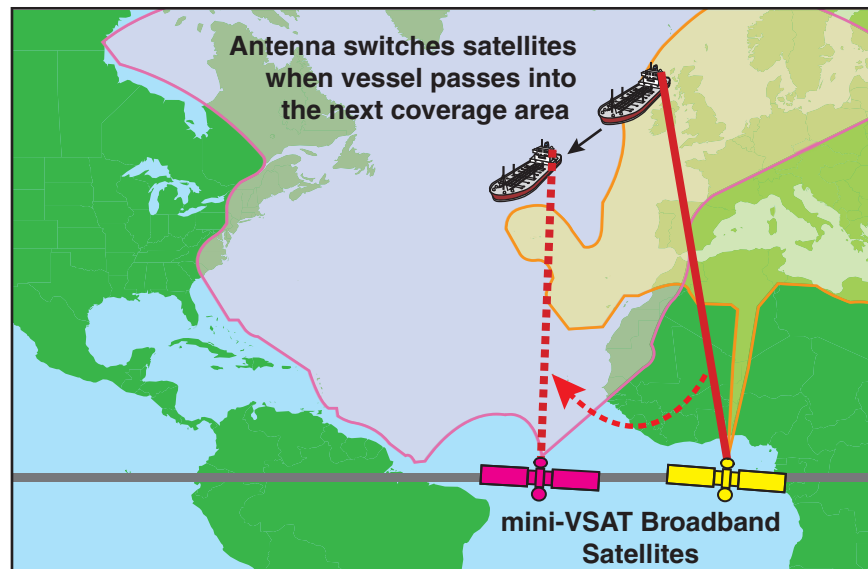 Antenna switches satellites
when vessel passes into
the next coverage area
mini-VSAT Broadband
Satellites